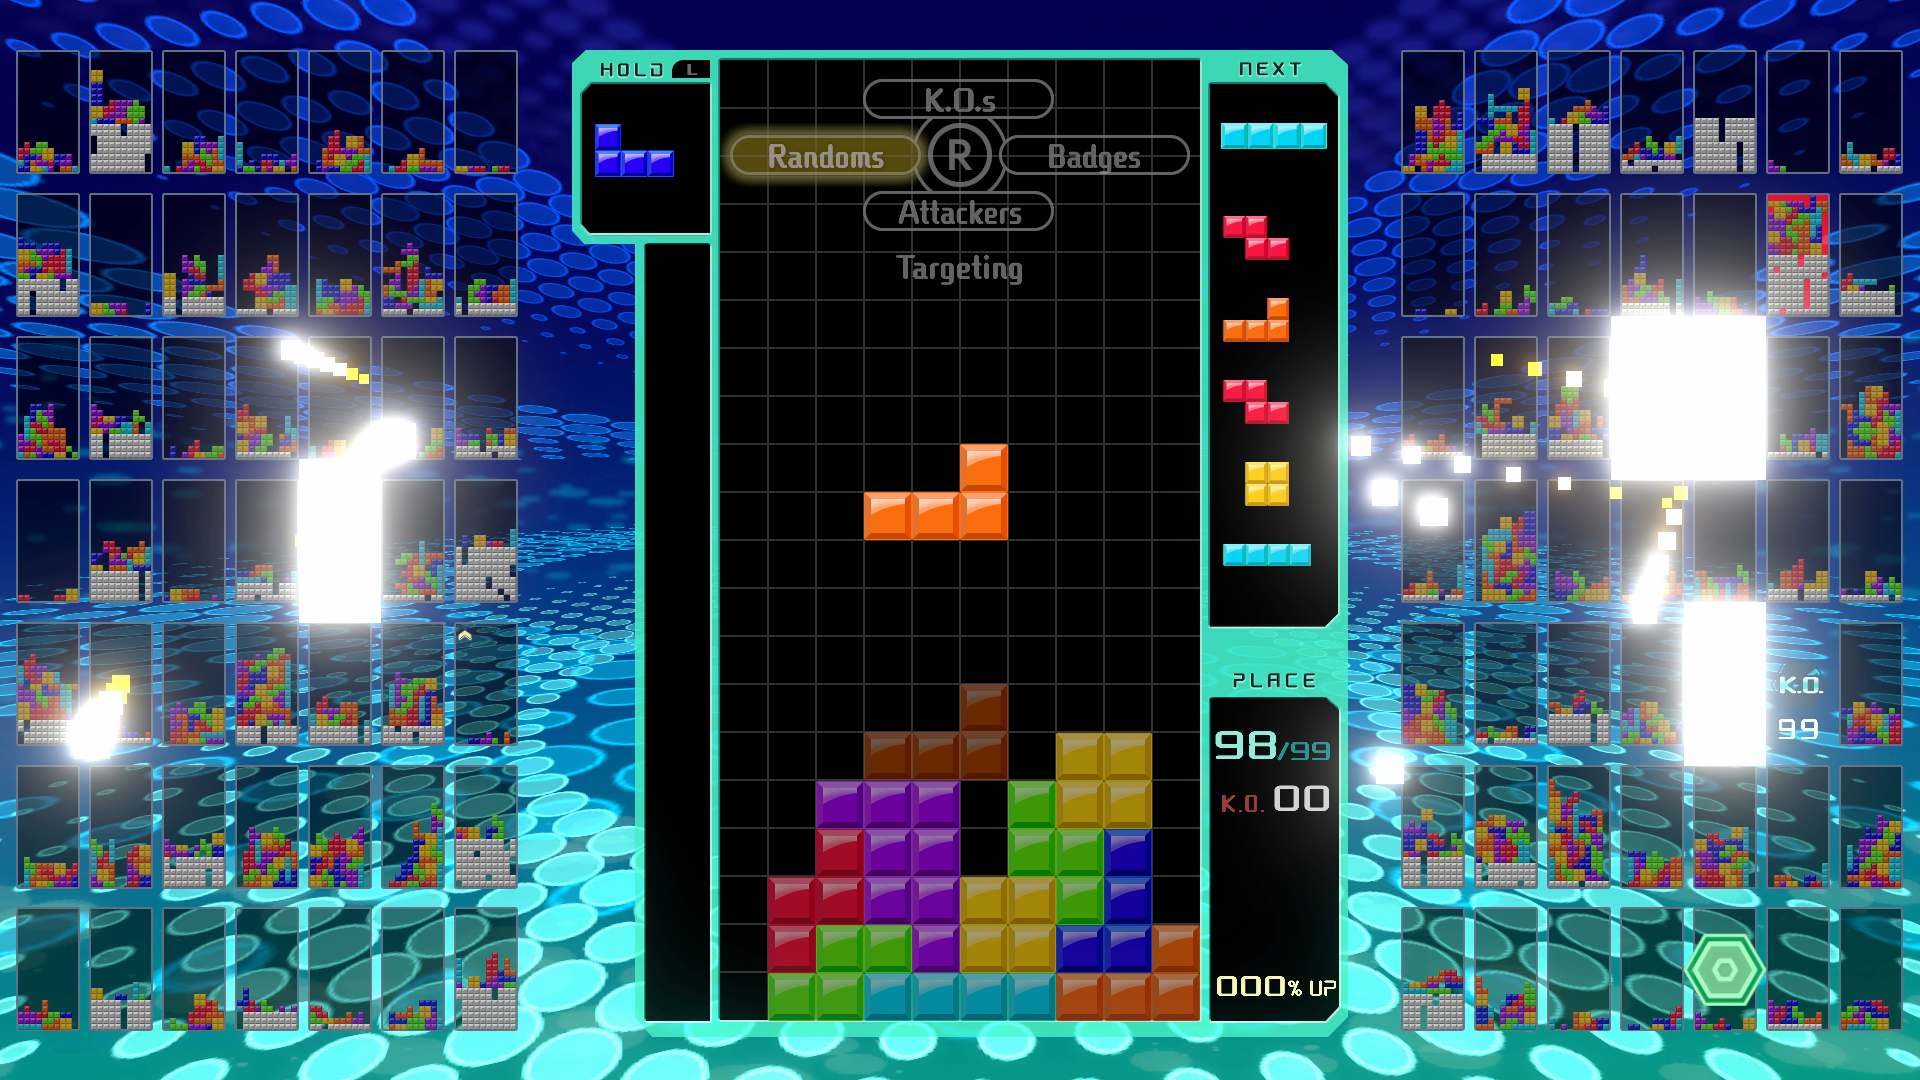 HOLD L
NEXT
K.O.s
Randoms R Badges
Attackers
Targeting
PLACE
98/99
K.O. 00
000% UP
K.O.
99